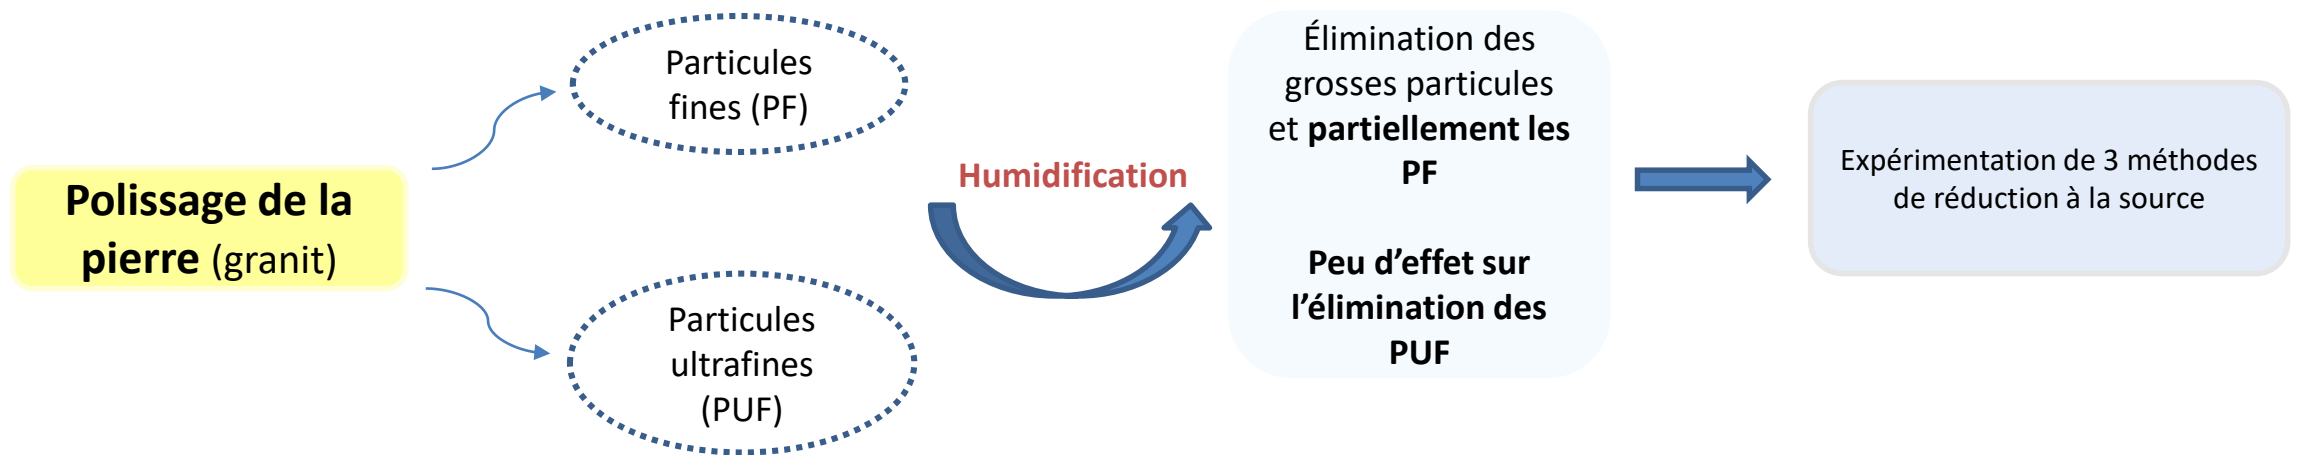 Polissage de la
pierre (granit)
Particules
fines (PF)
Particules
ultrafines
(PUF)
Humidification
Élimination des
grosses particules
et partiellement les
PF
Peu d’effet sur
l’élimination des
PUF
Expérimentation de 3 méthodes
de réduction à la source